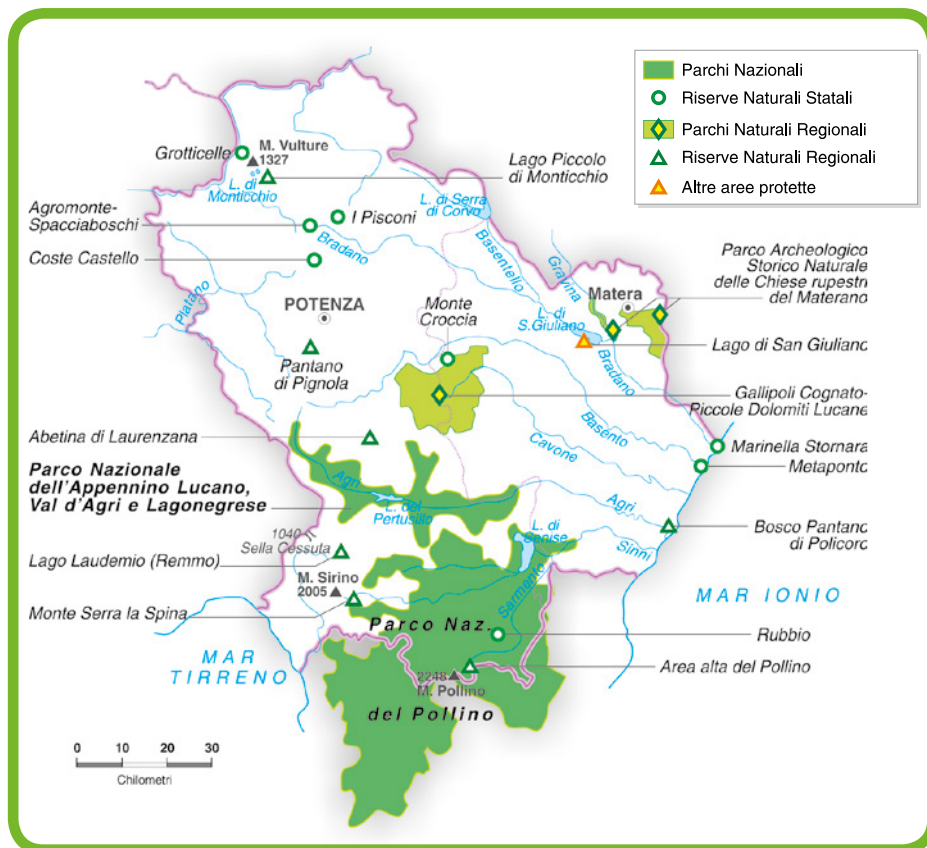 Parchi Nazionali
Riserve Naturali Statali
Parchi Naturali Regionali
Riserve Naturali Regionali
Altre aree protette
Grotticelle
M. Vulture
1327
L. di
Monticchio
Lago Piccolo
di Monticchio
Agromonte-
Spacciaboschi
I Pisconi
L. di Serra
di Corvo
Coste Castello
Bradano
Basentello
Gravina
Parco Archeologico
Storico Naturale
delle Chiese rupestri
del Materano
Platano
POTENZA
Monte
Croccia
Matera
L. di
S.Giuliano
Lago di San Giuliano
Pantano
di Pignola
Bradano
Gallipoli Cognato-
Piccole Dolomiti Lucane
Abetina di Laurenzana
Basento
Cavone
Marinella Stornara
Metaponto
Parco Nazionale
dell'Appennino Lucano,
Val d'Agri e Lagonegrese
Agri
L. del
Pertusillo
Agri
L. di
Senise
Sinni
Bosco Pantano
di Policoro
1040
Sella Cessuta
Lago Laudemio (Remmo)
M. Sirino
2005
Sarmento
MAR IONIO
Monte Serra la Spina
Parco Naz.
Rubbio
MAR
TIRRENO
Area alta del Pollino
2248
M. Pollino
del Pollino
0 10 20 30
Chilometri